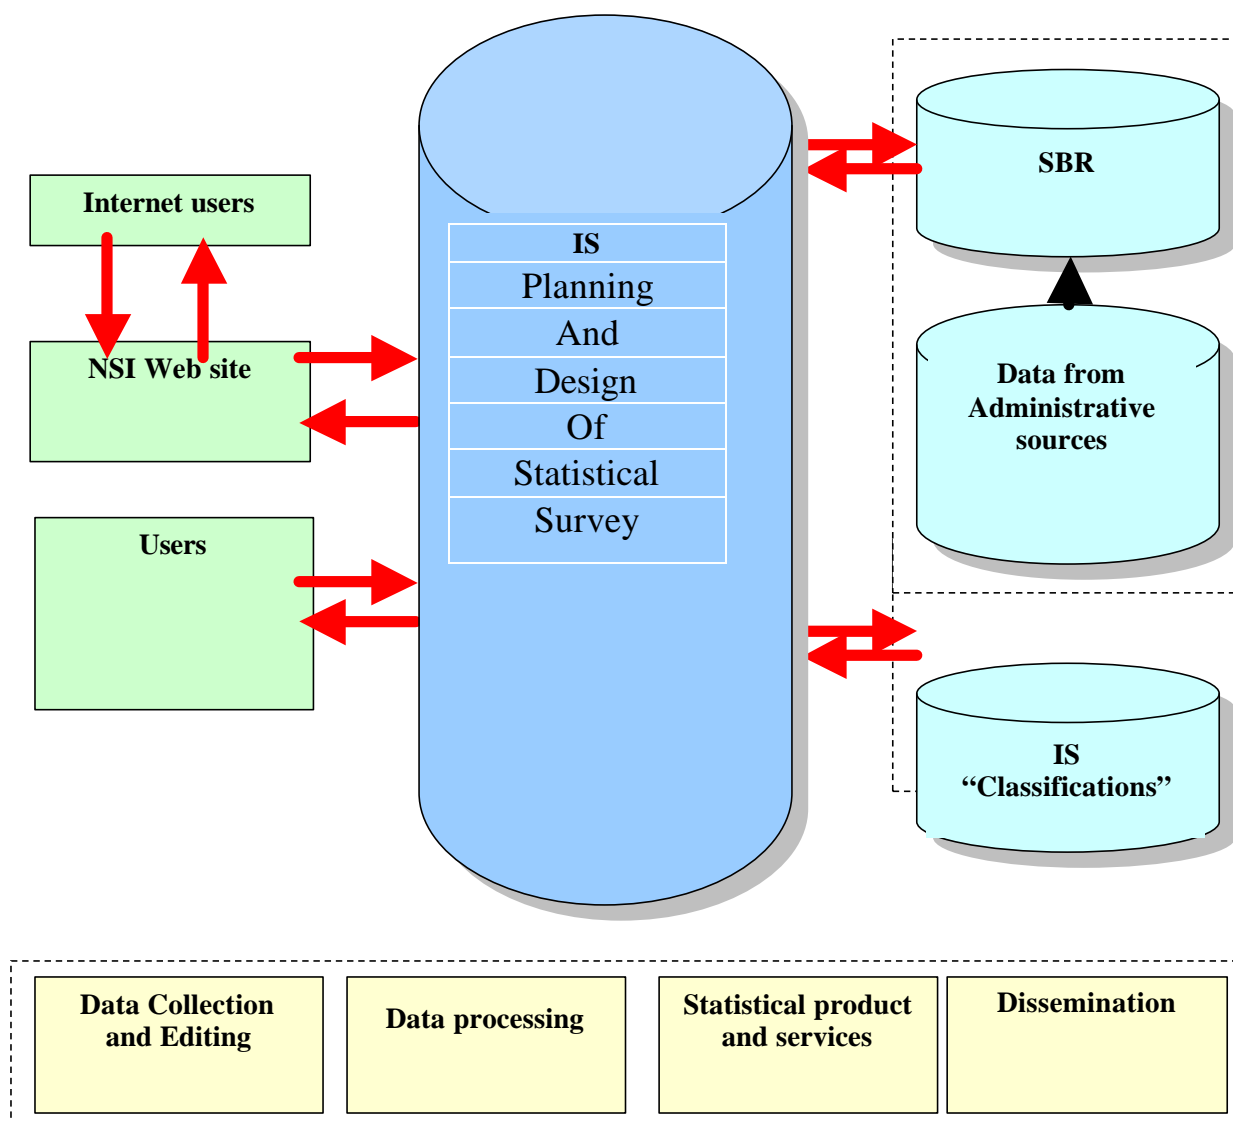 Internet users
NSI Web site
Users
IS
Planning
And
Design
Of
Statistical
Survey
SBR
Data from
Administrative
sources
IS
“Classifications”
Data Collection
and Editing
Data processing
Statistical product
and services
Dissemination